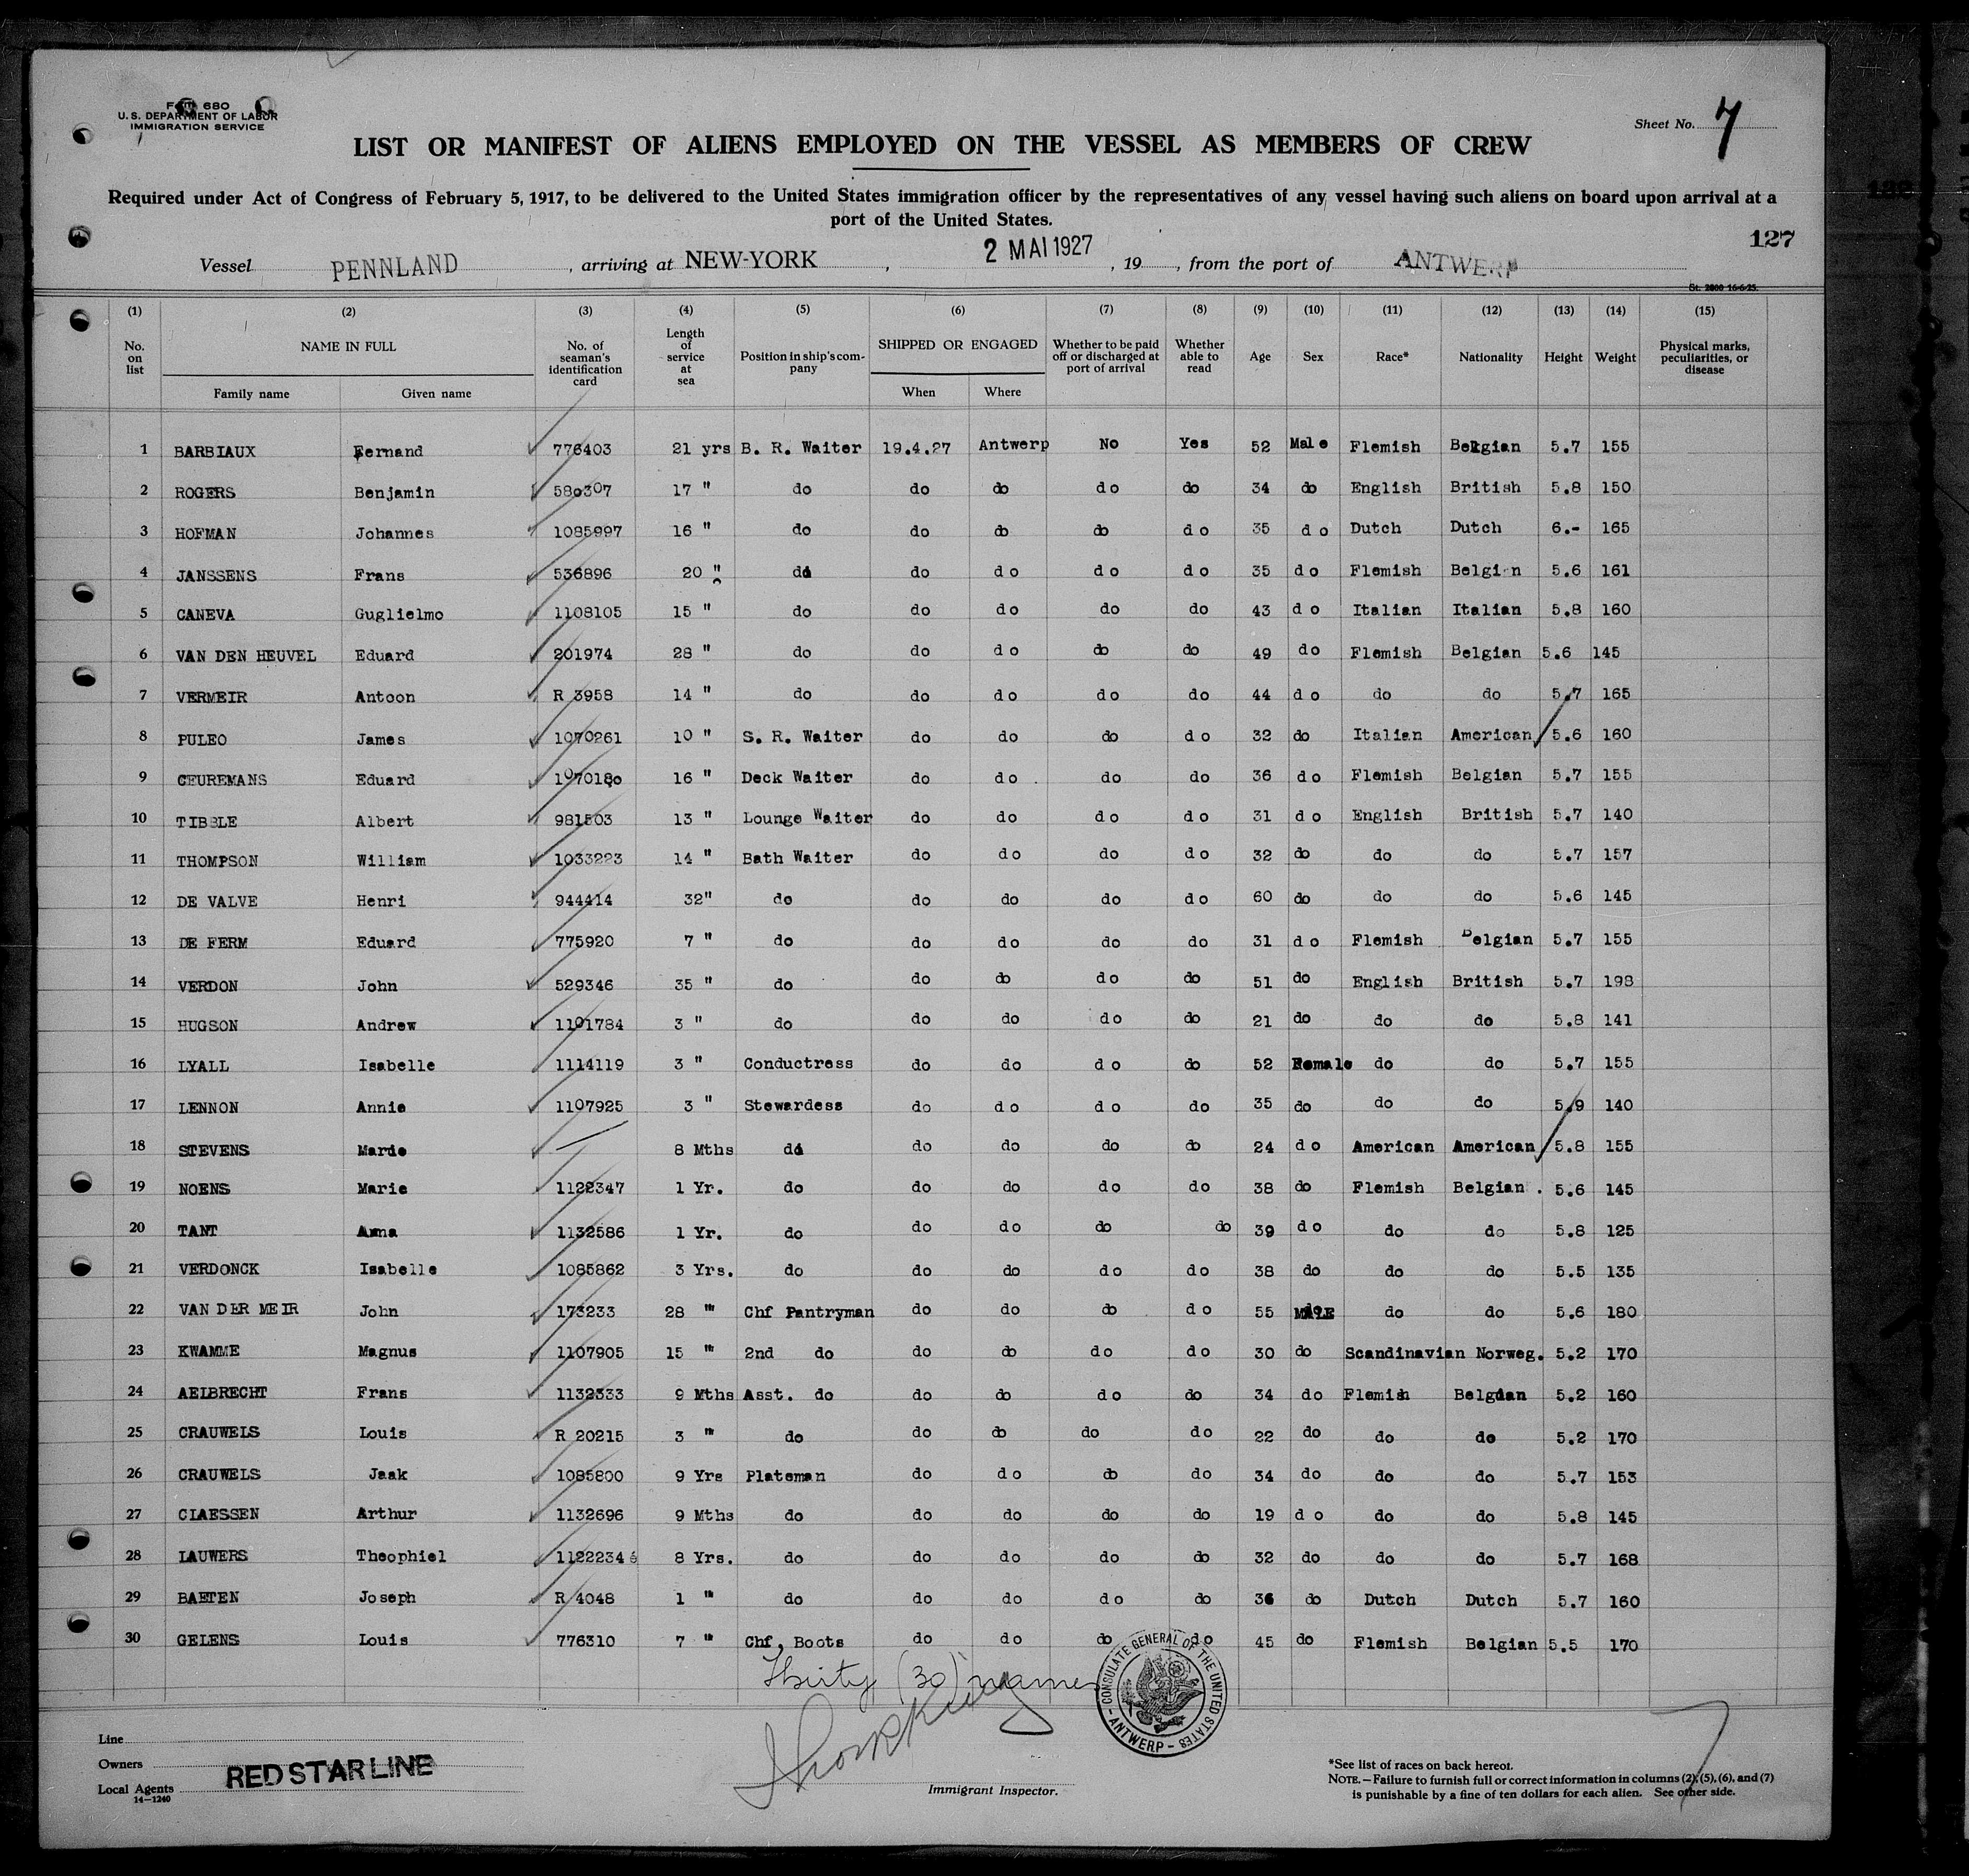 Form 680
U. S. DEPARTMENT OF LABOR
IMMIGRATION SERVICE
Sheet No. 7
LIST OR MANIFEST OF ALIENS EMPLOYED ON THE VESSEL AS MEMBERS OF CREW
Required under Act of Congress of February 5, 1917, to be delivered to the United States immigration officer by the representatives of any vessel having such aliens on board upon arrival at a
port of the United States.
127
Vessel PENNLAND, arriving at NEW-YORK, 2 MAI 1927, 19, from the port of ANTWERP
St. 2800 16-6-25.
(1) (2) (3) (4) (5) (6) (7) (8) (9) (10) (11) (12) (13) (14) (15)
No. on list NAME IN FULL Family name Given name No. of seaman's identification card Length of service at sea Position in ship's company SHIPPED OR ENGAGED When Where Whether to be paid off or discharged at port of arrival Whether able to read Age Sex Race* Nationality Height Weight Physical marks, peculiarities, or disease
1 BARBIAUX Fernand 776403 21 yrs B. R. Waiter 19.4.27 Antwerp No Yes 52 Male Flemish Belgian 5.7 155
2 ROGERS Benjamin 580307 17 " do do do do do 34 do English British 5.8 150
3 HOFMAN Johannes 1085997 16 " do do do do do 35 do Dutch Dutch 6.- 165
4 JANSSENS Frans 536896 20 " do do do do do 35 do Flemish Belgi n 5.6 161
5 CANEVA Guglielmo 1108105 15 " do do do do do 43 do Italian Italian 5.8 160
6 VAN DEN HEUVEL Eduard 201974 28 " do do do do do 49 do Flemish Belgian 5.6 145
7 VERMEIR Antoon R 3958 14 " do do do do do 44 do do do 5.7 165
8 PULEO James 1070261 10 " S. R. Waiter do do do do 32 do Italian American 5.6 160
9 CEUREMANS Eduard 1070180 16 " Deck Waiter do do do do 36 do Flemish Belgian 5.7 155
10 TIBBLE Albert 981503 13 " Lounge Waiter do do do do 31 do English British 5.7 140
11 THOMPSON William 1033223 14 " Bath Waiter do do do do 32 do do do 5.7 157
12 DE VALVE Henri 944414 32" do do do do do 60 do do do 5.6 145
13 DE FERM Eduard 775920 7 " do do do do do 31 do Flemish Belgian 5.7 155
14 VERDON John 529346 35 " do do do do do 51 do English British 5.7 198
15 HUGSON Andrew 1101784 3 " do do do do do 21 do do do 5.8 141
16 LYALL Isabelle 1114119 3 " Conductress do do do do 52 Female do do 5.7 155
17 LENNON Annie 1107925 3 " Stewardess do do do do 35 do do do 5.9 140
18 STEVENS Marie — 8 Mths do do do do do 24 do American American 5.8 155
19 NOENS Marie 1122347 1 Yr. do do do do do 38 do Flemish Belgian . 5.6 145
20 TANT Anna 1132586 1 Yr. do do do do do 39 do do do 5.8 125
21 VERDONCK Isabelle 1085862 3 Yrs. do do do do do 38 do do do 5.5 135
22 VAN DER MEIR John 173233 28 " Chf Pantryman do do do do 55 MALE do do 5.6 180
23 KWAMME Magnus 1107905 15 " 2nd do do do do do 30 do Scandinavian Norweg. 5.2 170
24 AELBRECHT Frans 1132333 9 Mths Asst. do do do do do 34 do Flemish Belgian 5.2 160
25 CRAUWELS Louis R 20215 3 " do do do do do 22 do do do 5.2 170
26 CRAUWELS Jaak 1085800 9 Yrs Plateman do do do do 34 do do do 5.7 153
27 CLAESSEN Arthur 1132696 9 Mths do do do do do 19 do do do 5.8 145
28 LAUWERS Theophiel 1122234 8 Yrs. do do do do do 32 do do do 5.7 168
29 BAETEN Joseph R 4048 1 " do do do do do 36 do Dutch Dutch 5.7 160
30 GELENS Louis 776310 7 " Chf, Boots do do do do 45 do Flemish Belgian 5.5 170
Thirty (30) names
CONSULATE GENERAL OF THE UNITED STATES - ANTWERP -
Line
Owners
Local Agents RED STAR LINE
14—1240
Immigrant Inspector.
*See list of races on back hereof.
NOTE.—Failure to furnish full or correct information in columns (2), (5), (6), and (7)
is punishable by a fine of ten dollars for each alien. See other side.